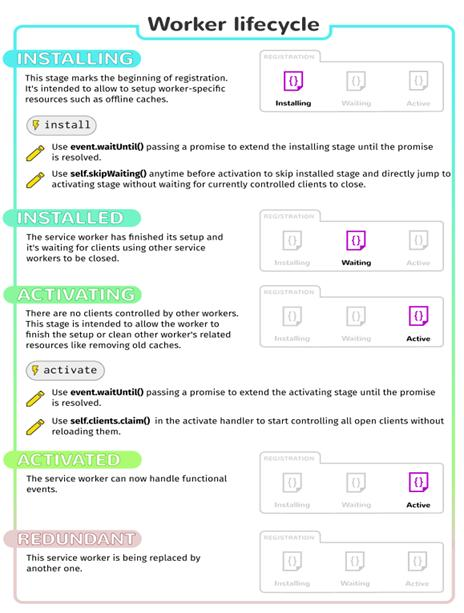 Worker lifecycle
INSTALLING
This stage marks the beginning of registration.
It's intended to allow to setup worker-specific
resources such as offline caches.
REGISTRATION
{}
Installing
Waiting
Active
install
Use event.waitUntil() passing a promise to extend the installing stage until the promise
is resolved.
Use self.skipWaiting() anytime before activation to skip installed stage and directly jump to
activating stage without waiting for currently controlled clients to close.
INSTALLED
The service worker has finished its setup and
it's waiting for clients using other service
workers to be closed.
REGISTRATION
{}
Installing
Waiting
Active
ACTIVATING
There are no clients controlled by other workers.
This stage is intended to allow the worker to
finish the setup or clean other worker's related
resources like removing old caches.
REGISTRATION
{}
Installing
Waiting
Active
activate
Use event.waitUntil() passing a promise to extend the activating stage until the promise
is resolved.
Use self.clients.claim() in the activate handler to start controlling all open clients without
reloading them.
ACTIVATED
The service worker can now handle functional
events.
REGISTRATION
{}
Installing
Waiting
Active
REDUNDANT
This service worker is being replaced by
another one.
REGISTRATION
{}
Installing
Waiting
Active